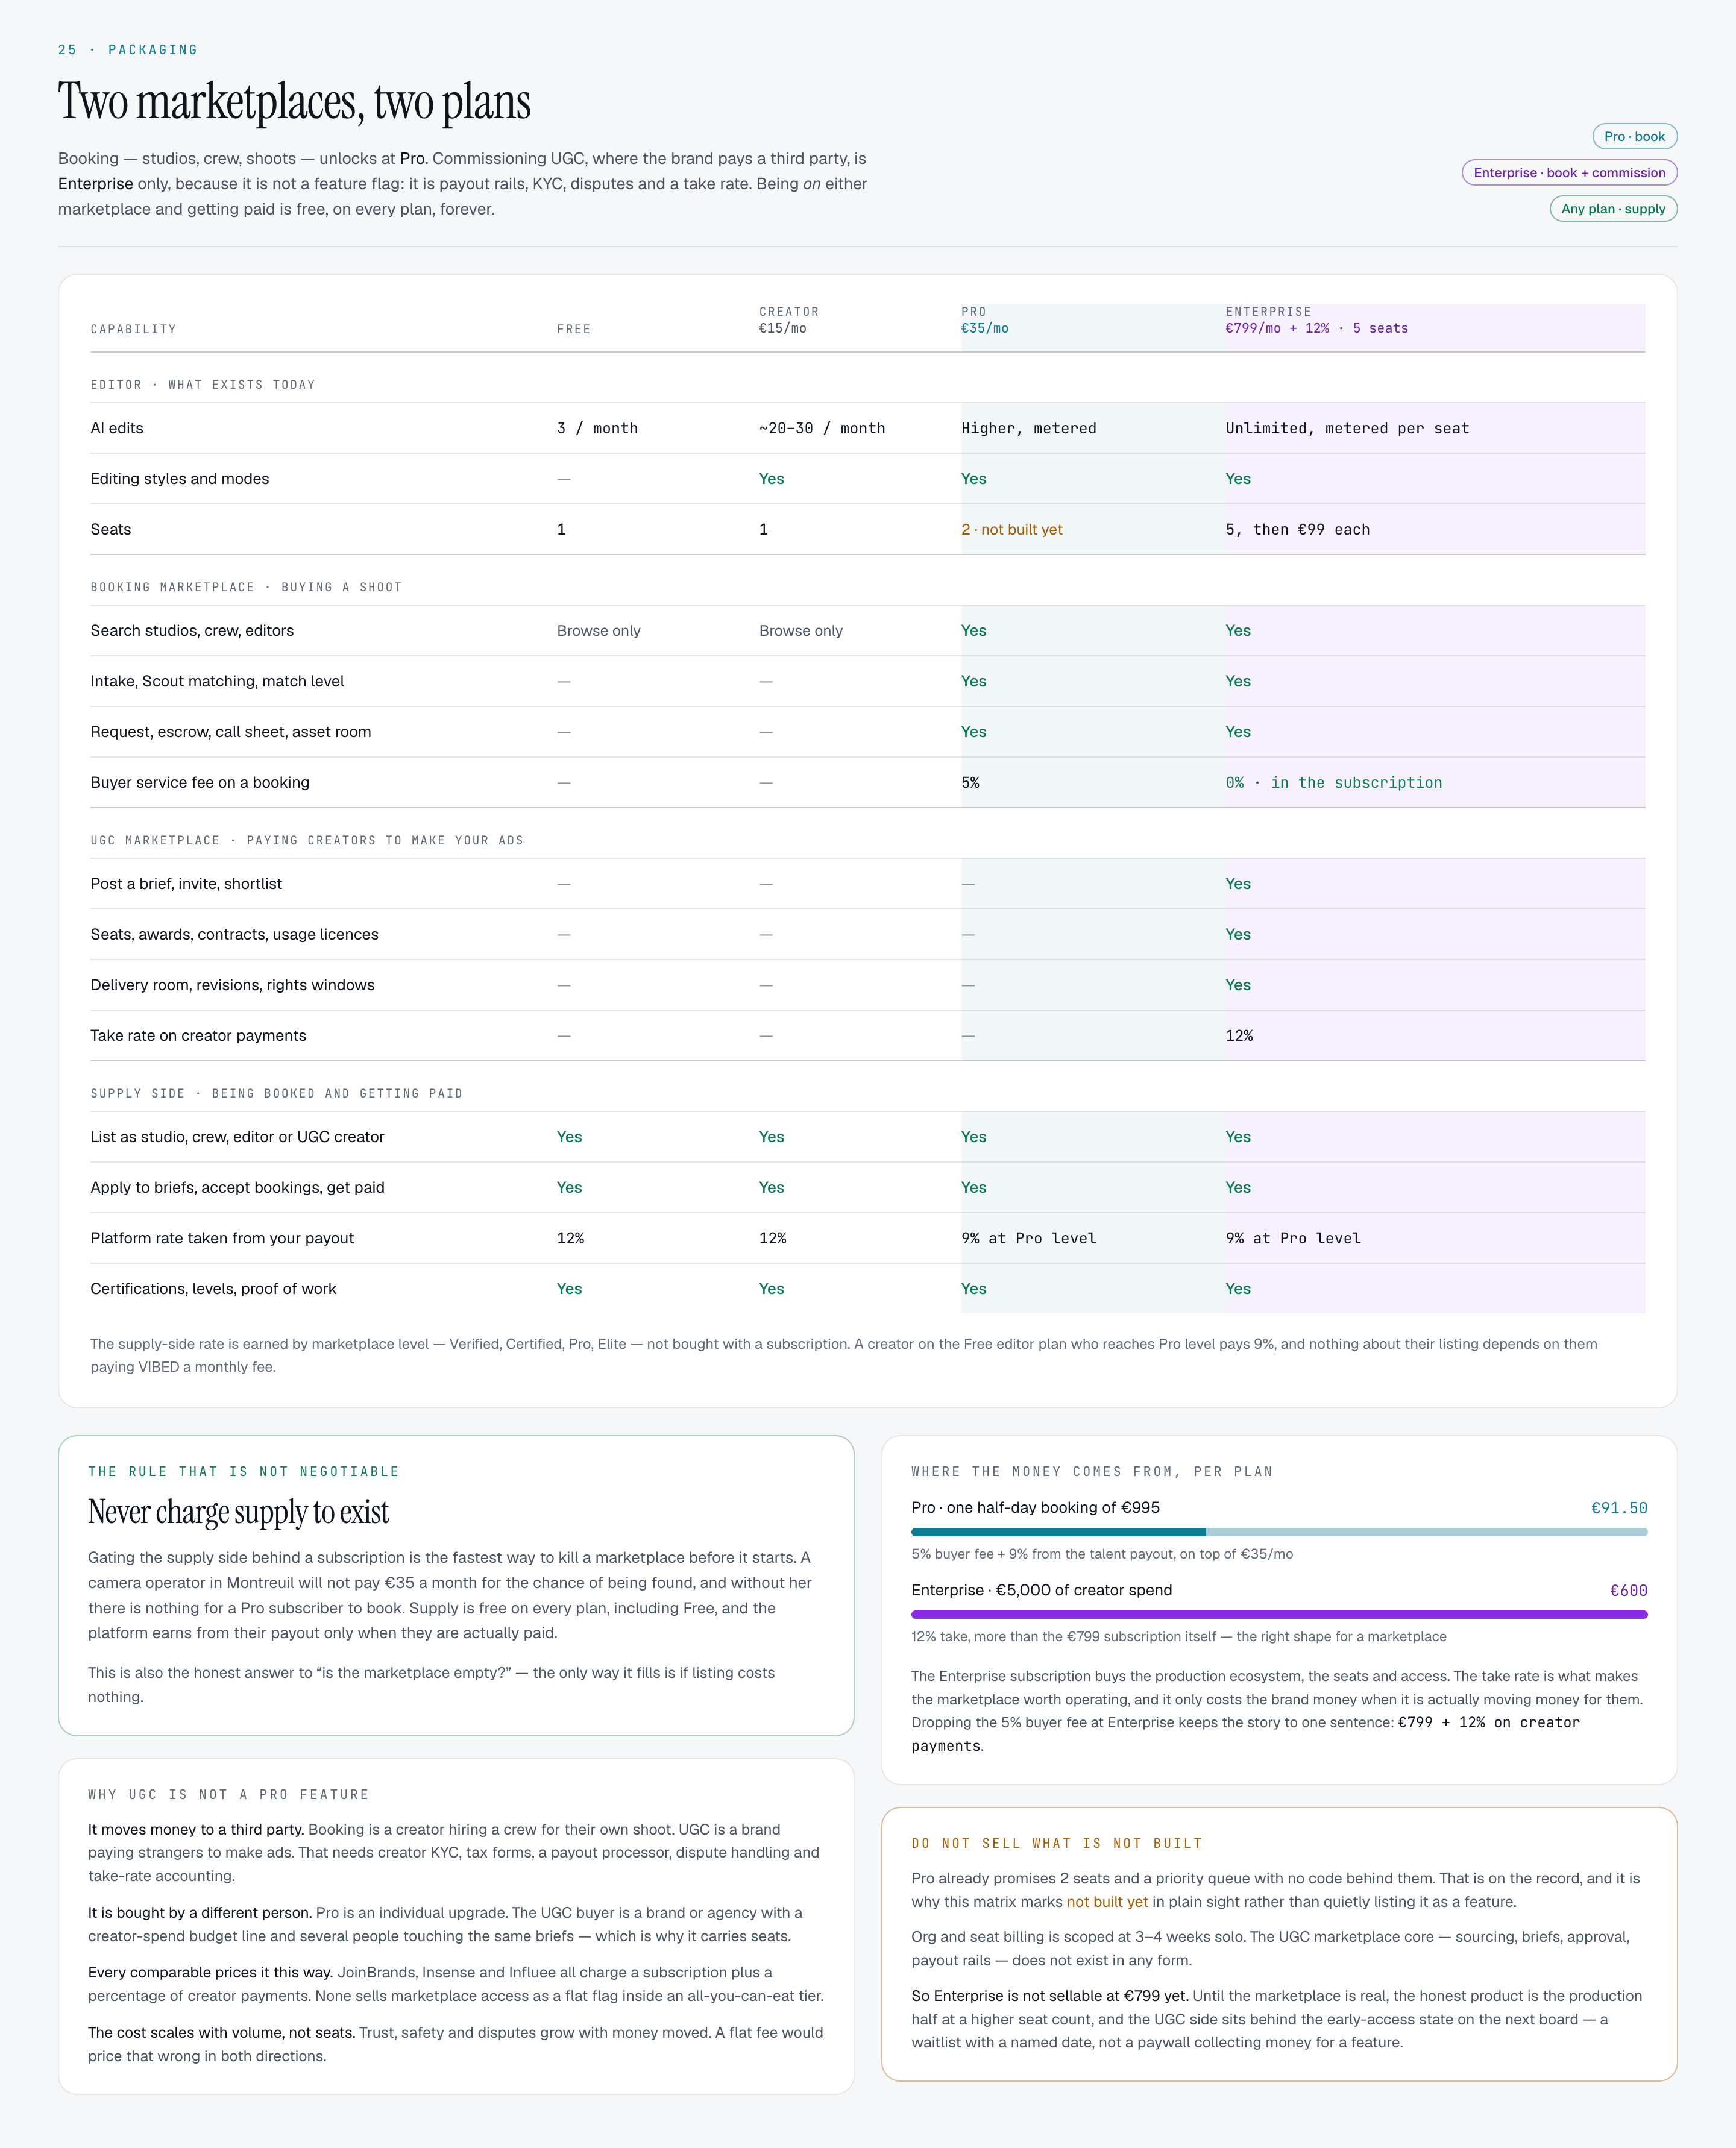 25 · PACKAGING
Two marketplaces, two plans
Booking — studios, crew, shoots — unlocks at Pro. Commissioning UGC, where the brand pays a third party, is
Enterprise only, because it is not a feature flag: it is payout rails, KYC, disputes and a take rate. Being on either
marketplace and getting paid is free, on every plan, forever.
Pro · book
Enterprise · book + commission
Any plan · supply
CAPABILITY FREE CREATOR €15/mo PRO €35/mo ENTERPRISE €799/mo + 12% · 5 seats
EDITOR · WHAT EXISTS TODAY
AI edits 3 / month ~20–30 / month Higher, metered Unlimited, metered per seat
Editing styles and modes — Yes Yes Yes
Seats 1 1 2 · not built yet 5, then €99 each
BOOKING MARKETPLACE · BUYING A SHOOT
Search studios, crew, editors Browse only Browse only Yes Yes
Intake, Scout matching, match level — — Yes Yes
Request, escrow, call sheet, asset room — — Yes Yes
Buyer service fee on a booking — — 5% 0% · in the subscription
UGC MARKETPLACE · PAYING CREATORS TO MAKE YOUR ADS
Post a brief, invite, shortlist — — — Yes
Seats, awards, contracts, usage licences — — — Yes
Delivery room, revisions, rights windows — — — Yes
Take rate on creator payments — — — 12%
SUPPLY SIDE · BEING BOOKED AND GETTING PAID
List as studio, crew, editor or UGC creator Yes Yes Yes Yes
Apply to briefs, accept bookings, get paid Yes Yes Yes Yes
Platform rate taken from your payout 12% 12% 9% at Pro level 9% at Pro level
Certifications, levels, proof of work Yes Yes Yes Yes
The supply-side rate is earned by marketplace level — Verified, Certified, Pro, Elite — not bought with a subscription. A creator on the Free editor plan who reaches Pro level pays 9%, and nothing about their listing depends on them
paying VIBED a monthly fee.
THE RULE THAT IS NOT NEGOTIABLE
Never charge supply to exist
Gating the supply side behind a subscription is the fastest way to kill a marketplace before it starts. A
camera operator in Montreuil will not pay €35 a month for the chance of being found, and without her
there is nothing for a Pro subscriber to book. Supply is free on every plan, including Free, and the
platform earns from their payout only when they are actually paid.
This is also the honest answer to “is the marketplace empty?” — the only way it fills is if listing costs
nothing.
WHY UGC IS NOT A PRO FEATURE
It moves money to a third party. Booking is a creator hiring a crew for their own shoot. UGC is a brand
paying strangers to make ads. That needs creator KYC, tax forms, a payout processor, dispute handling and
take-rate accounting.
It is bought by a different person. Pro is an individual upgrade. The UGC buyer is a brand or agency with a
creator-spend budget line and several people touching the same briefs — which is why it carries seats.
Every comparable prices it this way. JoinBrands, Insense and Influee all charge a subscription plus a
percentage of creator payments. None sells marketplace access as a flat flag inside an all-you-can-eat tier.
The cost scales with volume, not seats. Trust, safety and disputes grow with money moved. A flat fee would
price that wrong in both directions.
WHERE THE MONEY COMES FROM, PER PLAN
Pro · one half-day booking of €995 €91.50
5% buyer fee + 9% from the talent payout, on top of €35/mo
Enterprise · €5,000 of creator spend €600
12% take, more than the €799 subscription itself — the right shape for a marketplace
The Enterprise subscription buys the production ecosystem, the seats and access. The take rate is what makes
the marketplace worth operating, and it only costs the brand money when it is actually moving money for them.
Dropping the 5% buyer fee at Enterprise keeps the story to one sentence: €799 + 12% on creator
payments.
DO NOT SELL WHAT IS NOT BUILT
Pro already promises 2 seats and a priority queue with no code behind them. That is on the record, and it is
why this matrix marks not built yet in plain sight rather than quietly listing it as a feature.
Org and seat billing is scoped at 3–4 weeks solo. The UGC marketplace core — sourcing, briefs, approval,
payout rails — does not exist in any form.
So Enterprise is not sellable at €799 yet. Until the marketplace is real, the honest product is the production
half at a higher seat count, and the UGC side sits behind the early-access state on the next board — a
waitlist with a named date, not a paywall collecting money for a feature.